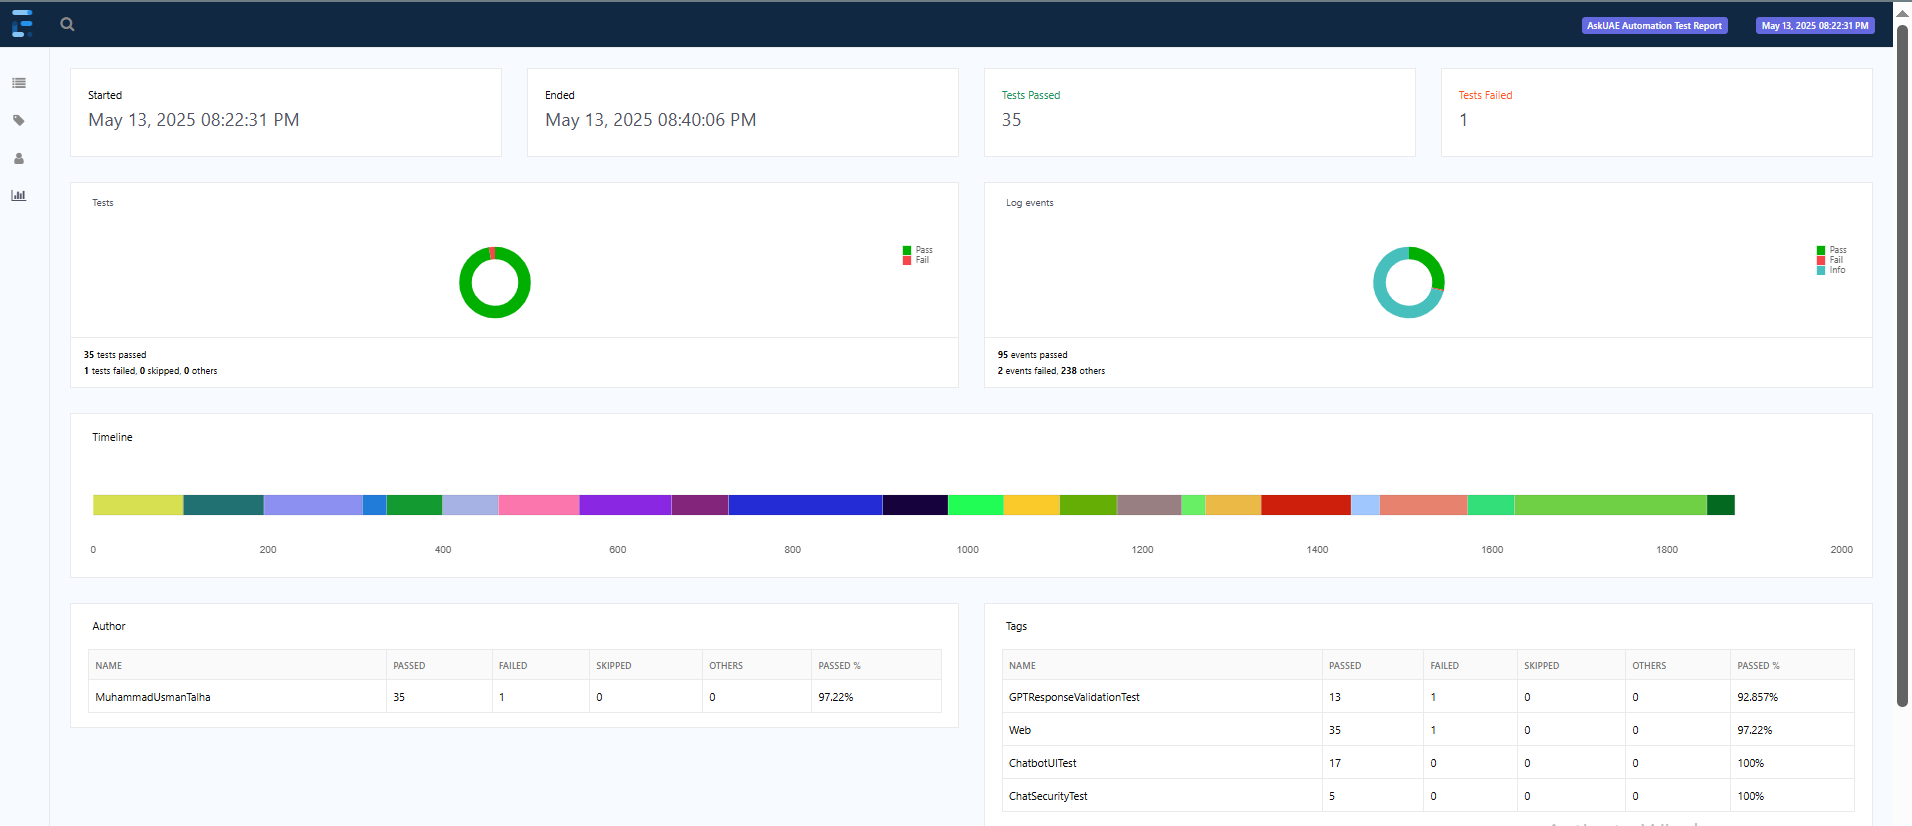 AskUAE Automation Test Report May 13, 2025 08:22:31 PM
Started
May 13, 2025 08:22:31 PM
Ended
May 13, 2025 08:40:06 PM
Tests Passed
35
Tests Failed
1
Tests
Pass
Fail
35 tests passed
1 tests failed, 0 skipped, 0 others
Log events
Pass
Fail
Info
95 events passed
2 events failed, 238 others
Timeline
0 200 400 600 800 1000 1200 1400 1600 1800 2000
Author
NAME PASSED FAILED SKIPPED OTHERS PASSED %
MuhammadUsmanTalha 35 1 0 0 97.22%
Tags
NAME PASSED FAILED SKIPPED OTHERS PASSED %
GPTResponseValidationTest 13 1 0 0 92.857%
Web 35 1 0 0 97.22%
ChatbotUITest 17 0 0 0 100%
ChatSecurityTest 5 0 0 0 100%